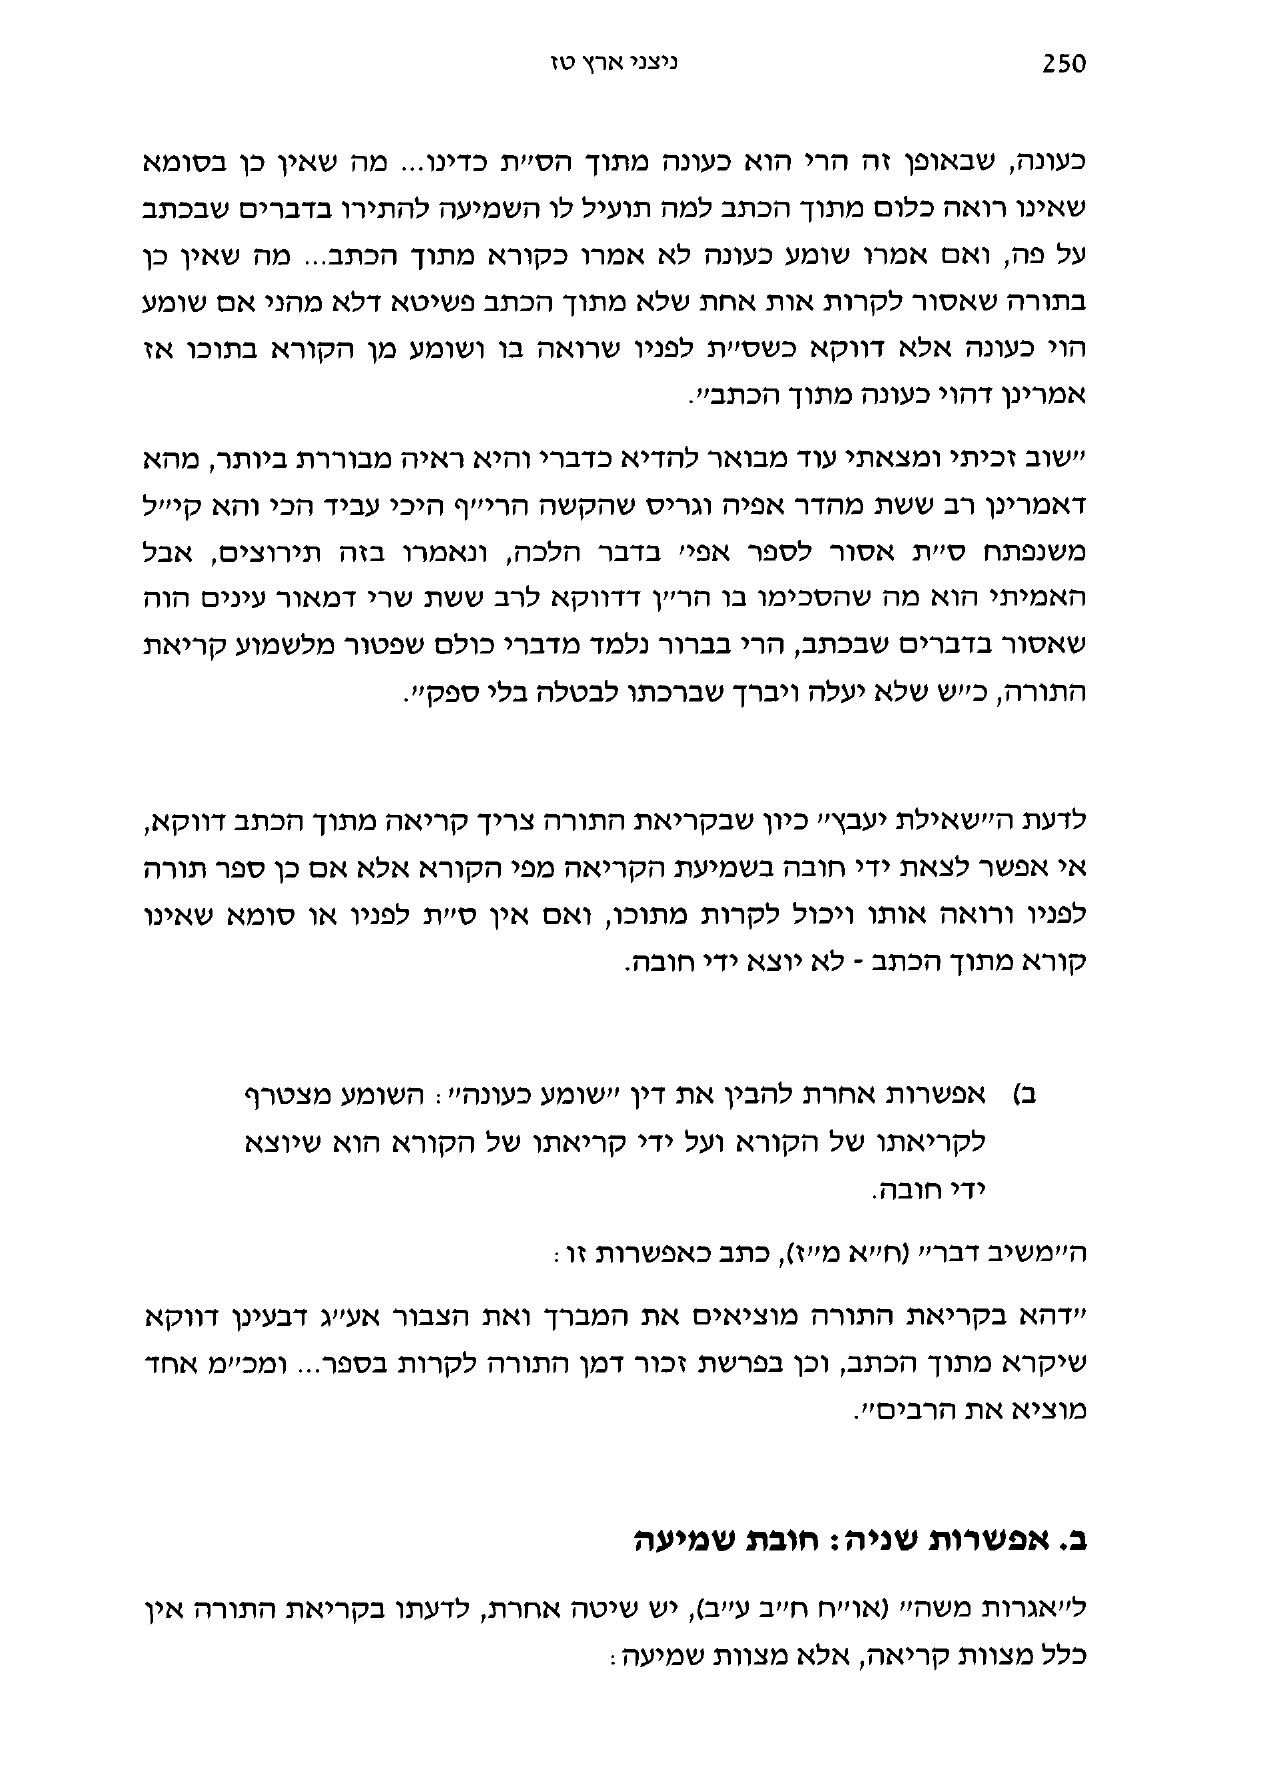 250 ניצני ארץ טז
כעונה, שבאופן זה הרי הוא כעונה מתוך הס״ת כדינו... מה שאין כן בסומא
שאינו רואה כלום מתוך הכתב למה תועיל לו השמיעה להתירו בדברים שבכתב
על פה, ואם אמרו שומע כעונה לא אמרו כקורא מתוך הכתב... מה שאין כן
בתורה שאסור לקרות אות אחת שלא מתוך הכתב פשיטא דלא מהני אם שומע
הוי כעונה אלא דווקא כשס״ת לפניו שרואה בו ושומע מן הקורא בתוכו אז
אמרינן דהוי כעונה מתוך הכתב״.
״שוב זכיתי ומצאתי עוד מבואר להדיא כדברי והיא ראיה מבוררת ביותר, מהא
דאמרינן רב ששת מהדר אפיה וגריס שהקשה הרי״ף היכי עביד הכי והא קי״ל
משנפתח ס״ת אסור לספר אפי׳ בדבר הלכה, ונאמרו בזה תירוצים, אבל
האמיתי הוא מה שהסכימו בו הר״ן דדווקא לרב ששת שרי דמאור עינים הוה
שאסור בדברים שבכתב, הרי בברור נלמד מדברי כולם שפטור מלשמוע קריאת
התורה, כ״ש שלא יעלה ויברך שברכתו לבטלה בלי ספק״.
לדעת ה״שאילת יעבץ״ כיון שבקריאת התורה צריך קריאה מתוך הכתב דווקא,
אי אפשר לצאת ידי חובה בשמיעת הקריאה מפי הקורא אלא אם כן ספר תורה
לפניו ורואה אותו ויכול לקרות מתוכו, ואם אין ס״ת לפניו או סומא שאינו
קורא מתוך הכתב - לא יוצא ידי חובה.
ב) אפשרות אחרת להבין את דין ״שומע כעונה״: השומע מצטרף
לקריאתו של הקורא ועל ידי קריאתו של הקורא הוא שיוצא
ידי חובה.
ה״משיב דבר״ (ח״א מ״ז), כתב כאפשרות זו:
״דהא בקריאת התורה מוציאים את המברך ואת הצבור אע״ג דבעינן דווקא
שיקרא מתוך הכתב, וכן בפרשת זכור דמן התורה לקרות בספר... ומכ״מ אחד
מוציא את הרבים״.
ב. אפשרות שניה: חובת שמיעה
ל״אגרות משה״ (או״ח ח״ב ע״ב), יש שיטה אחרת, לדעתו בקריאת התורה אין
כלל מצוות קריאה, אלא מצוות שמיעה: